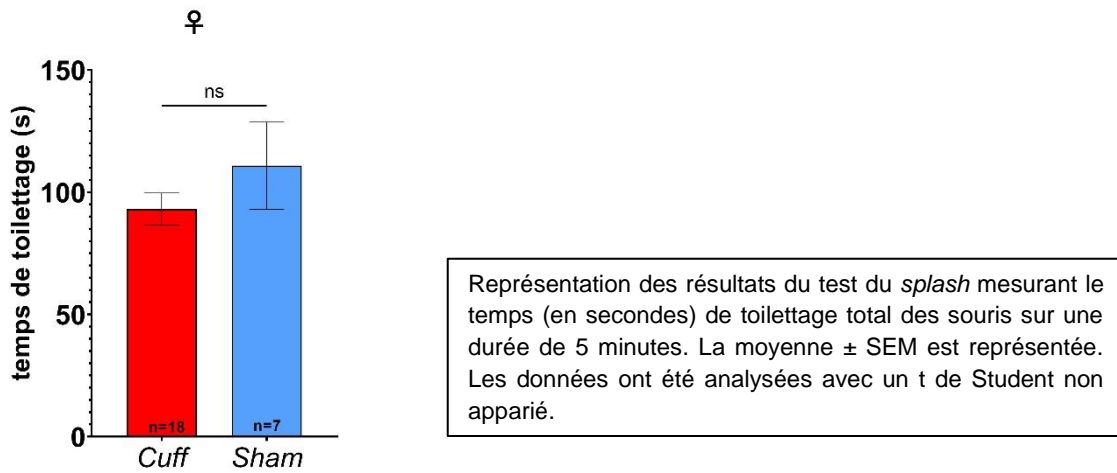 ♀
150
ns
100
50
0
temps de toilettage (s)
n=18
n=7
Cuff
Sham
Représentation des résultats du test du splash mesurant le
temps (en secondes) de toilettage total des souris sur une
durée de 5 minutes. La moyenne ± SEM est représentée.
Les données ont été analysées avec un t de Student non
apparié.